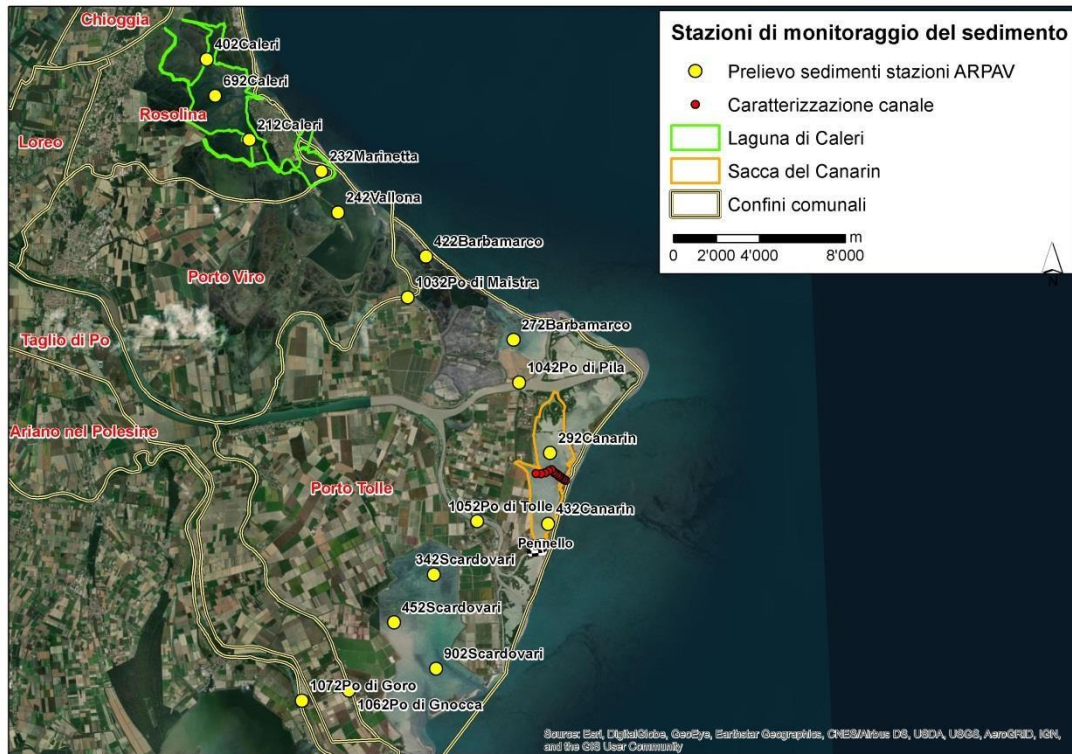 Chioggia
402Caleri
692Caleri
Rosolina
Loreo
212Caleri
232Marinetta
242Vallona
422Barbamarco
Porto Viro
1032Po di Maistra
Taglio di Po
272Barbamarco
1042Po di Pila
Ariano nel Polesine
292Canarin
Porto Tolle
1052Po di Tolle
432Canarin
Pennello
342Scardovari
452Scardovari
902Scardovari
1072Po di Goro
1062Po di Gnocca
Stazioni di monitoraggio del sedimento
Prelievo sedimenti stazioni ARPAV
Caratterizzazione canale
Laguna di Caleri
Sacca del Canarin
Confini comunali
m
0 2'000 4'000 8'000
N
Source: Esri, DigitalGlobe, GeoEye, Earthstar Geographics, CNES/Airbus DS, USDA, USGS, AeroGRID, IGN,
and the GIS User Community